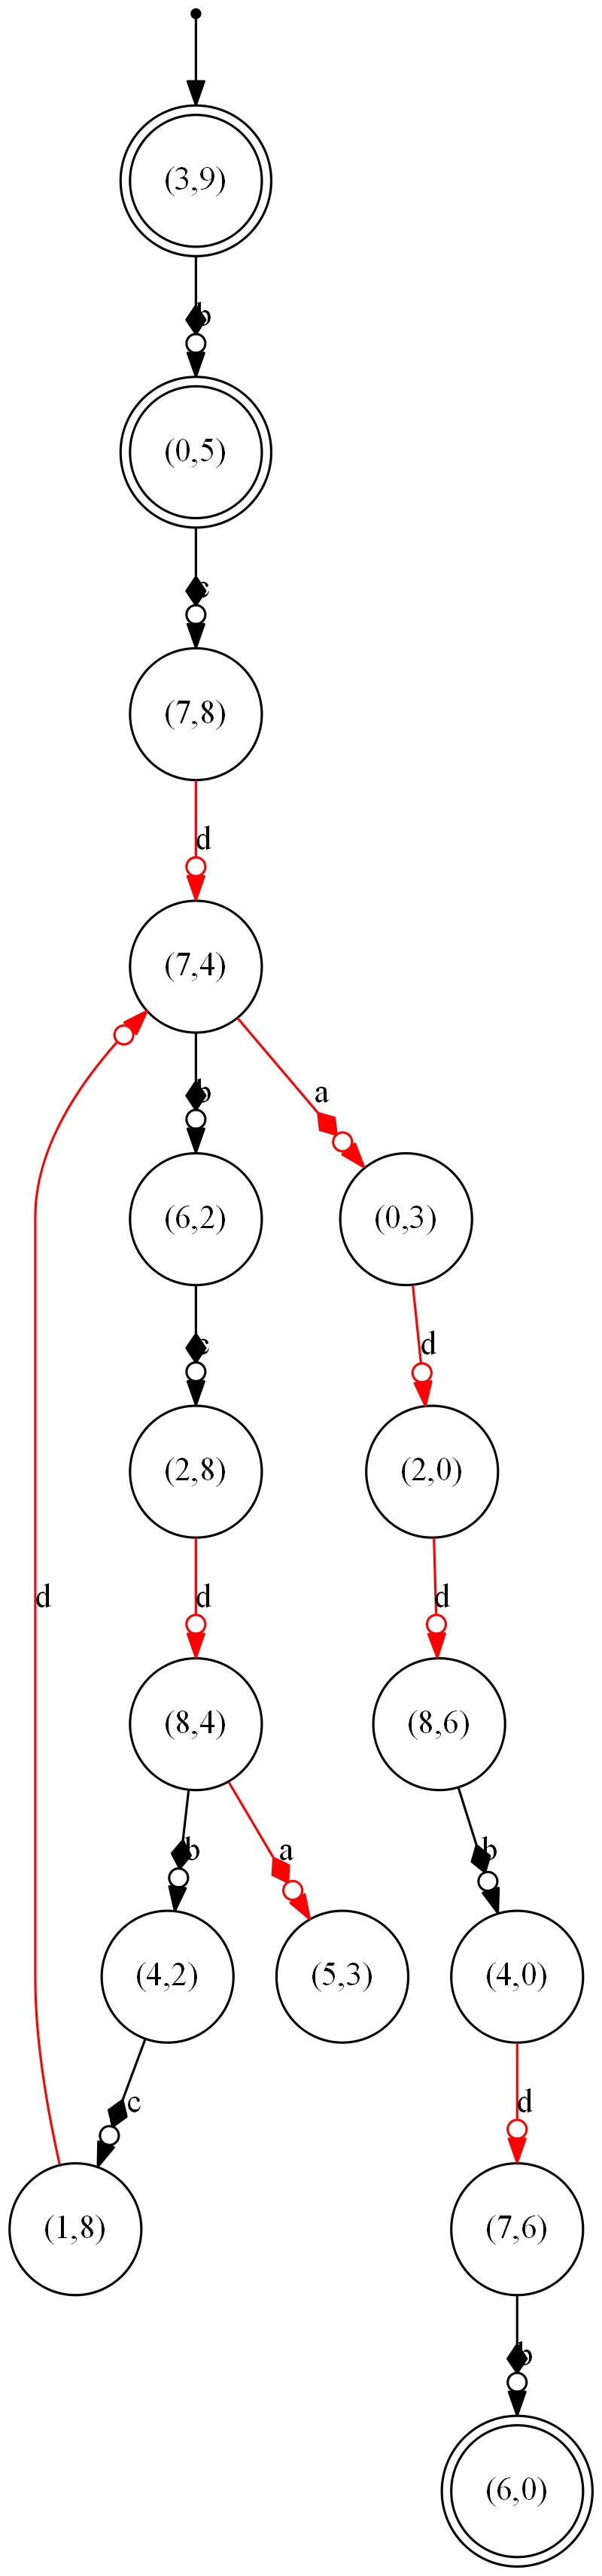 (3,9)
b
(0,5)
c
(7,8)
d
(7,4)
b
a
(6,2)
(0,3)
c
d
(2,8)
(2,0)
d
d
d
(8,4)
(8,6)
b
a
b
(4,2)
(5,3)
(4,0)
c
d
(1,8)
(7,6)
b
(6,0)